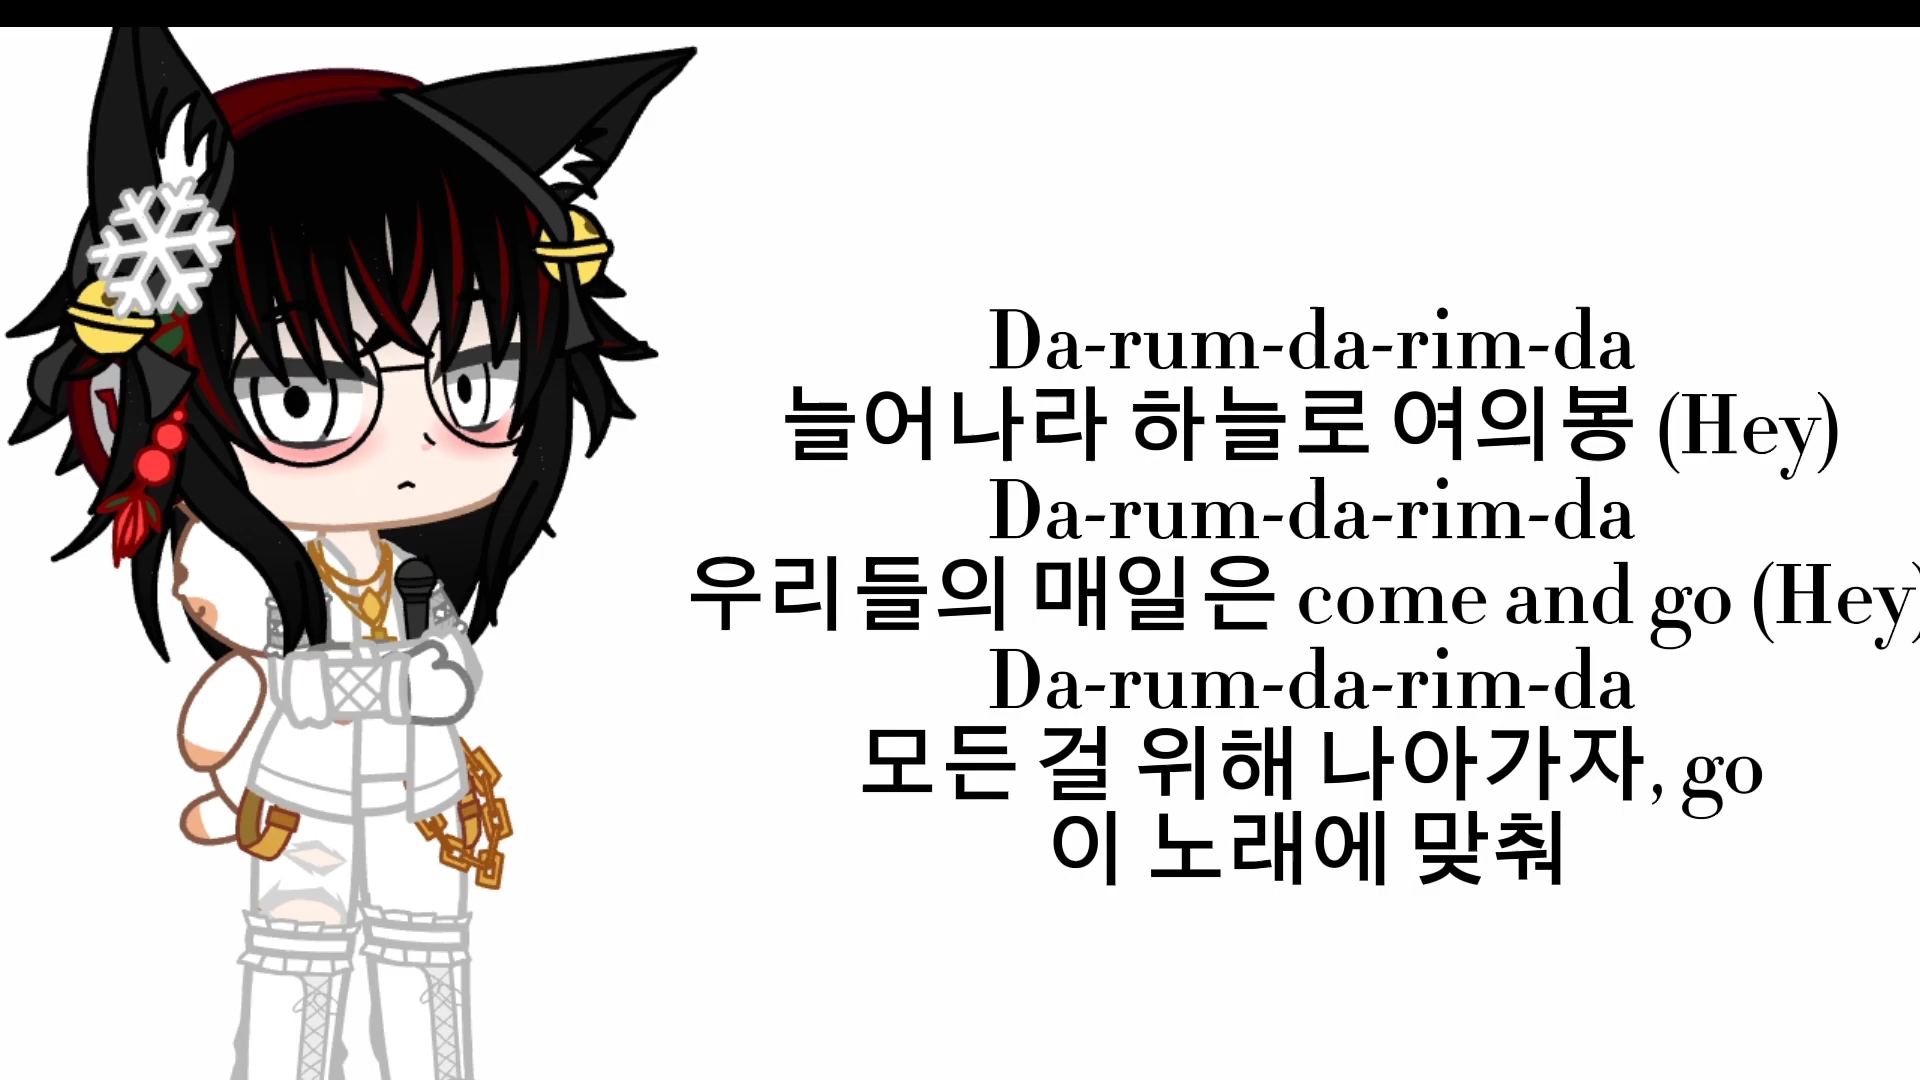 Da-rum-da-rim-da
늘어나라 하늘로 여의봉 (Hey)
Da-rum-da-rim-da
우리들의 매일은 come and go (Hey)
Da-rum-da-rim-da
모든 걸 위해 나아가자, go
이 노래에 맞춰